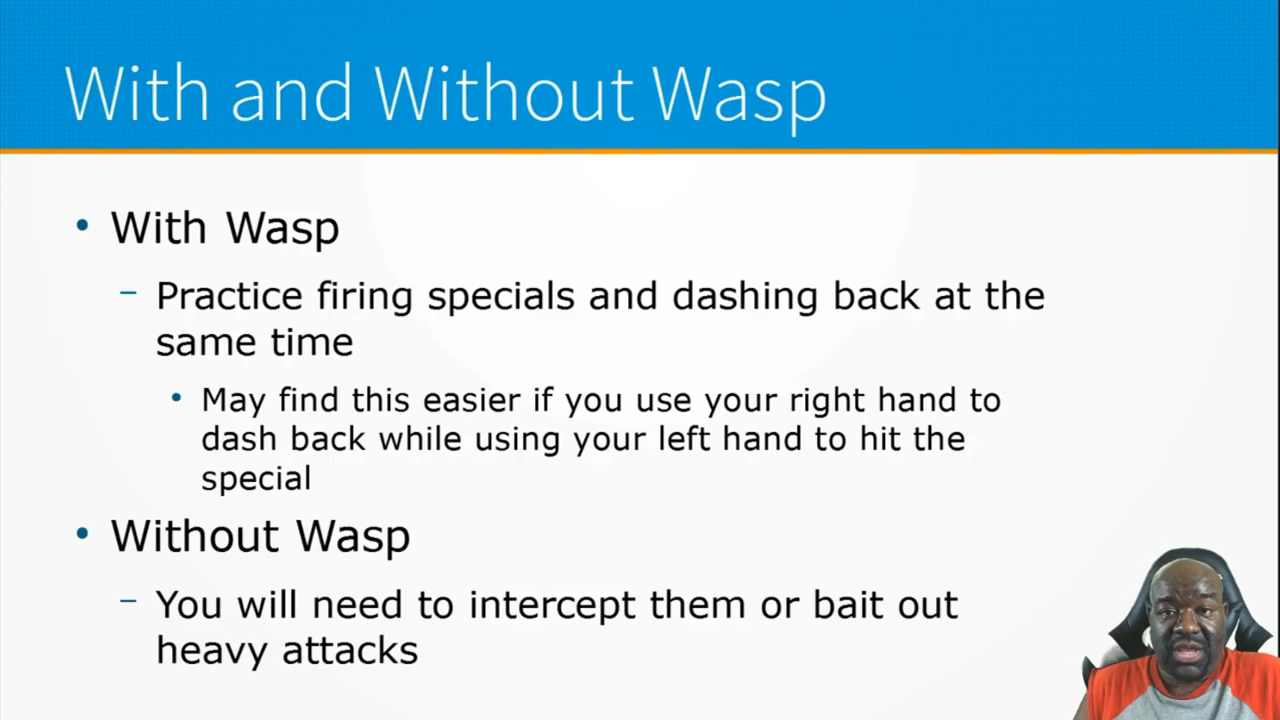 With and Without Wasp
• With Wasp
– Practice firing specials and dashing back at the
same time
• May find this easier if you use your right hand to
dash back while using your left hand to hit the
special
• Without Wasp
– You will need to intercept them or bait out
heavy attacks